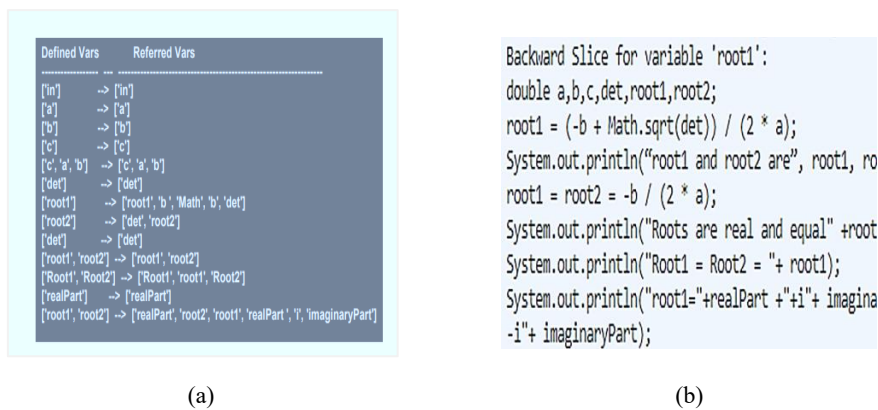 Defined Vars Referred Vars
------------------ --- ----------------------------------------------------------------
['in'] --> ['in']
['a'] --> ['a']
['b'] --> ['b']
['c'] --> ['c']
['c', 'a', 'b'] --> ['c', 'a', 'b']
['det'] --> ['det']
['root1'] --> ['root1', 'b ', 'Math', 'b', 'det']
['root2'] --> ['det', 'root2']
['det'] --> ['det']
['root1', 'root2'] --> ['root1', 'root2']
['Root1', 'Root2'] --> ['Root1', 'root1', 'Root2']
['realPart'] --> ['realPart']
['root1', 'root2'] --> ['realPart', 'root2', 'root1', 'realPart ', 'i', 'imaginaryPart']
(a)
Backward Slice for variable 'root1':
double a,b,c,det,root1,root2;
root1 = (-b + Math.sqrt(det)) / (2 * a);
System.out.println(“root1 and root2 are”, root1, ro
root1 = root2 = -b / (2 * a);
System.out.println("Roots are real and equal" +root
System.out.println("Root1 = Root2 = "+ root1);
System.out.println("root1="+realPart +"+i"+ imagina
-i"+ imaginaryPart);
(b)